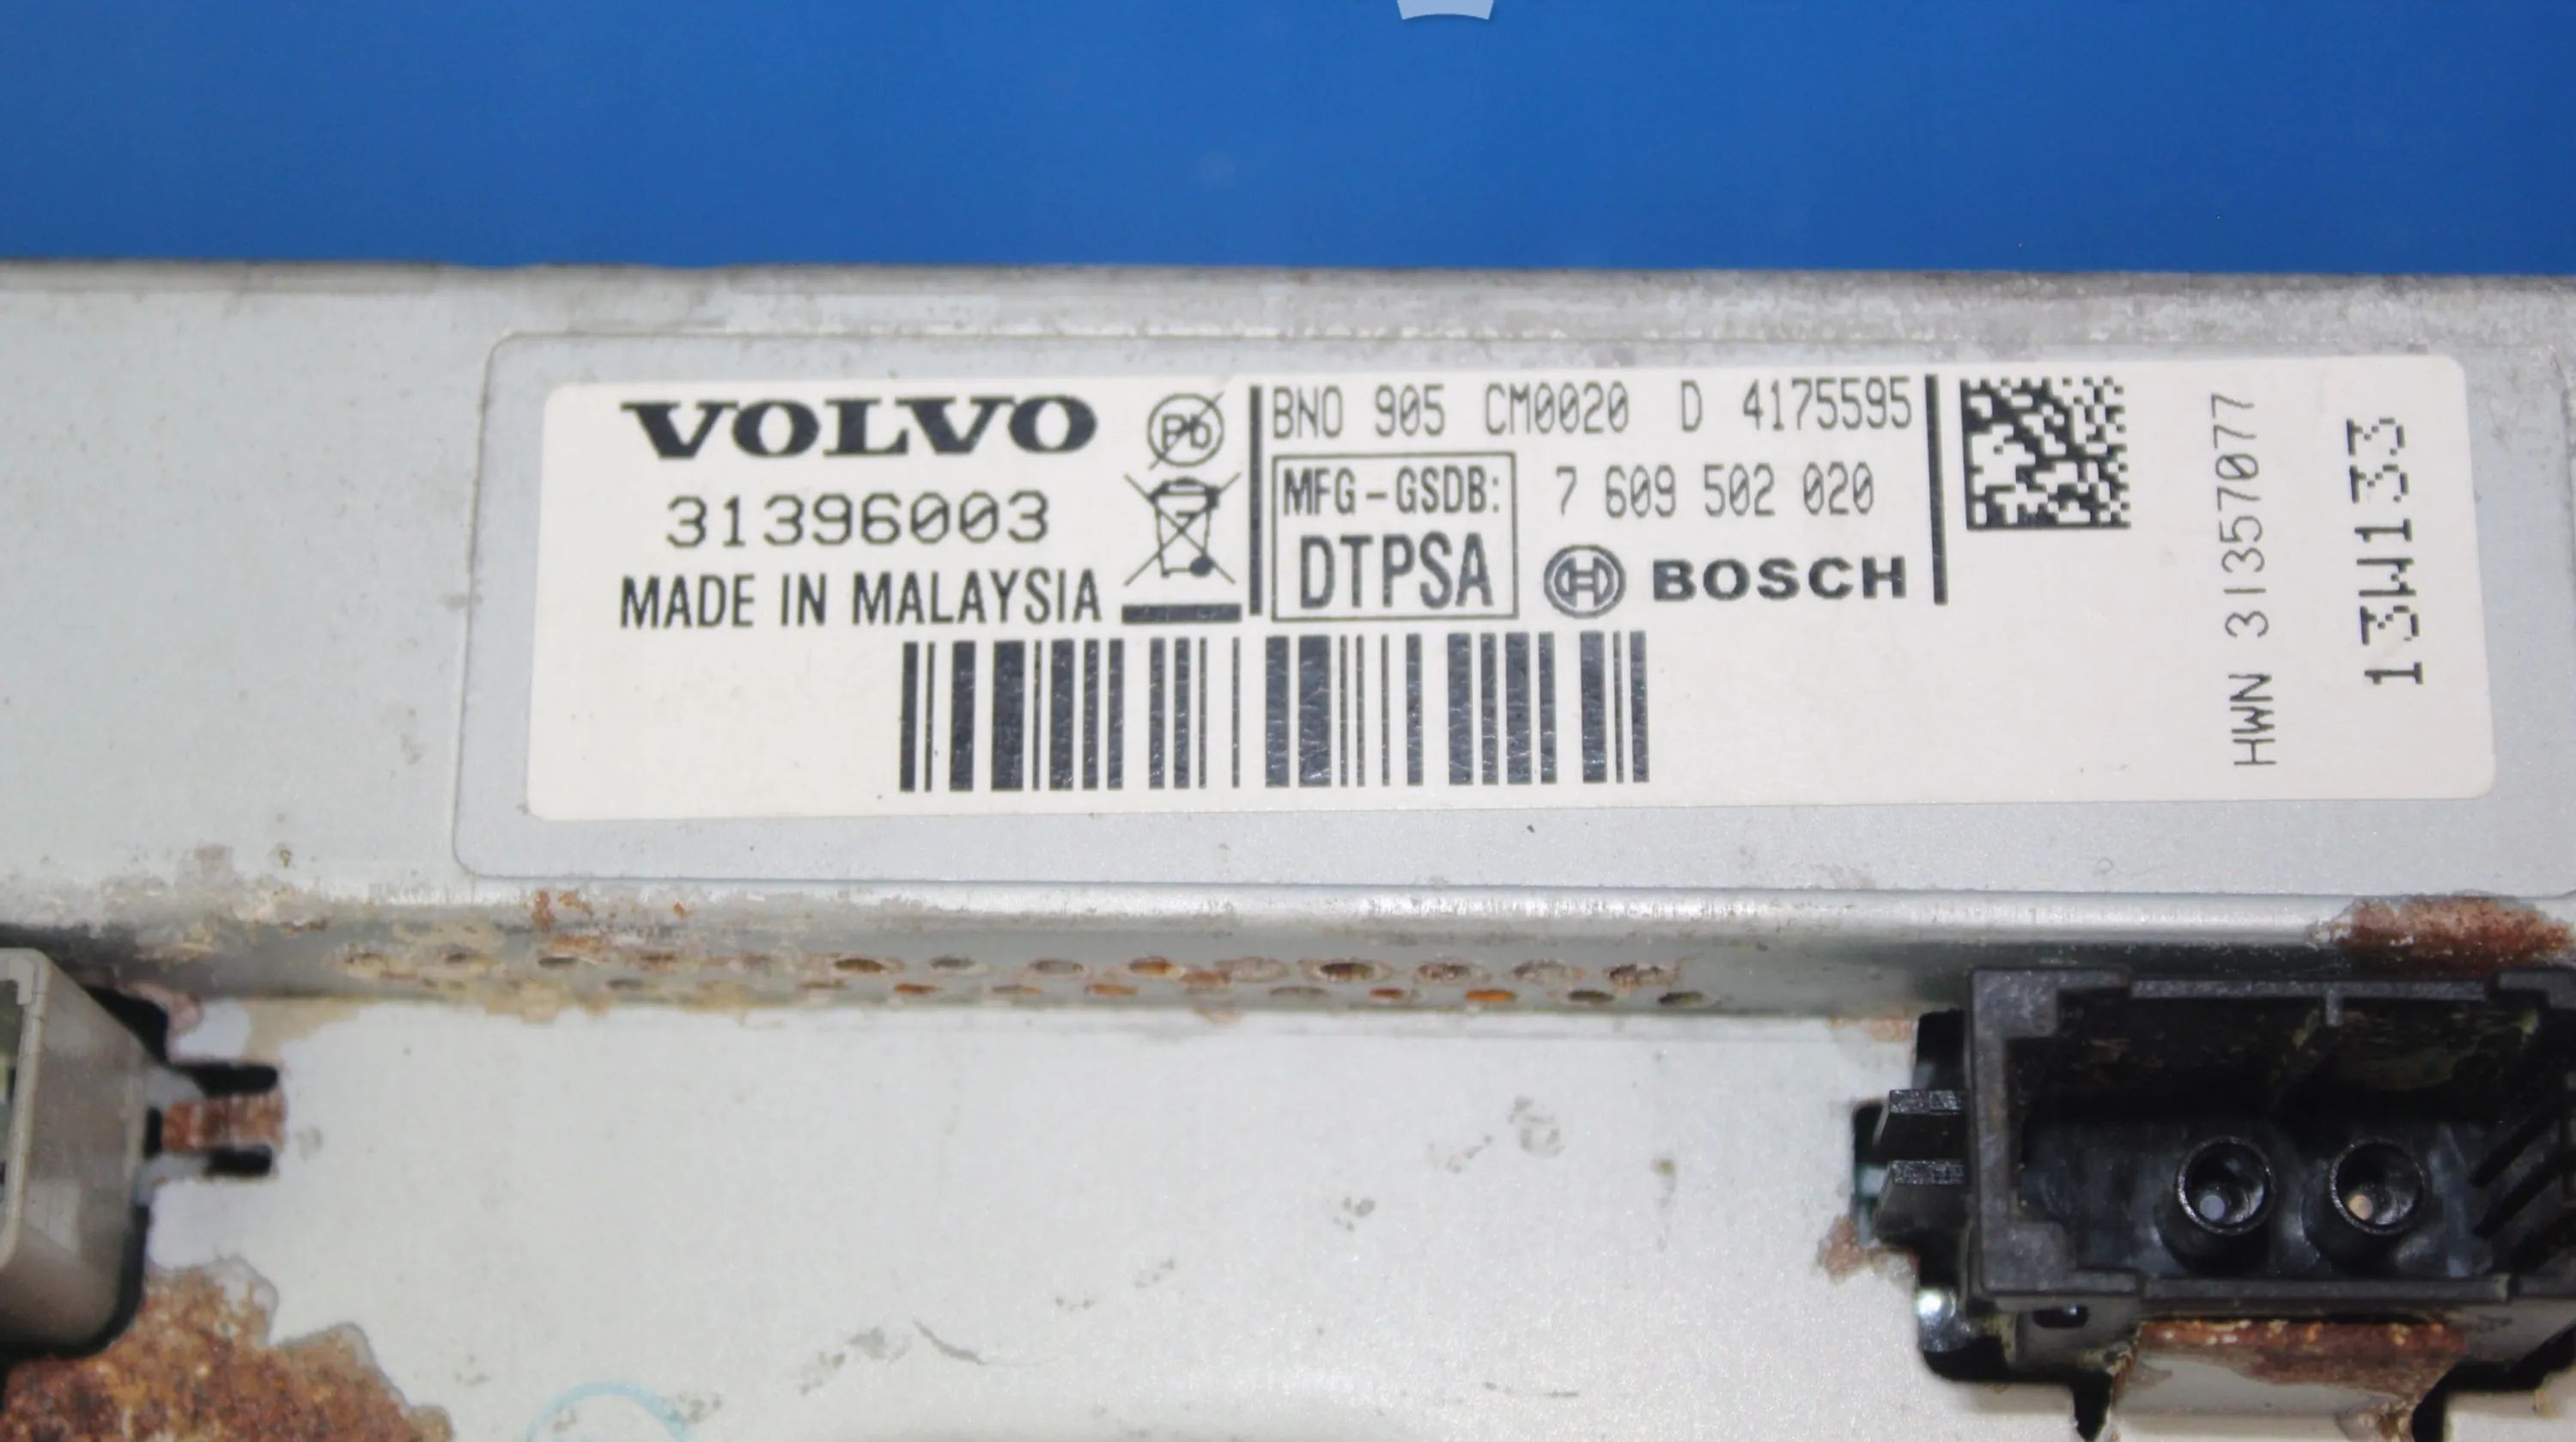 VOLVO
31396003
MADE IN MALAYSIA
Pb
BNO 905 CM0020 D 4175595
MFG-GSDB:
DTPSA
7 609 502 020
BOSCH
HWN 31357077
13W133